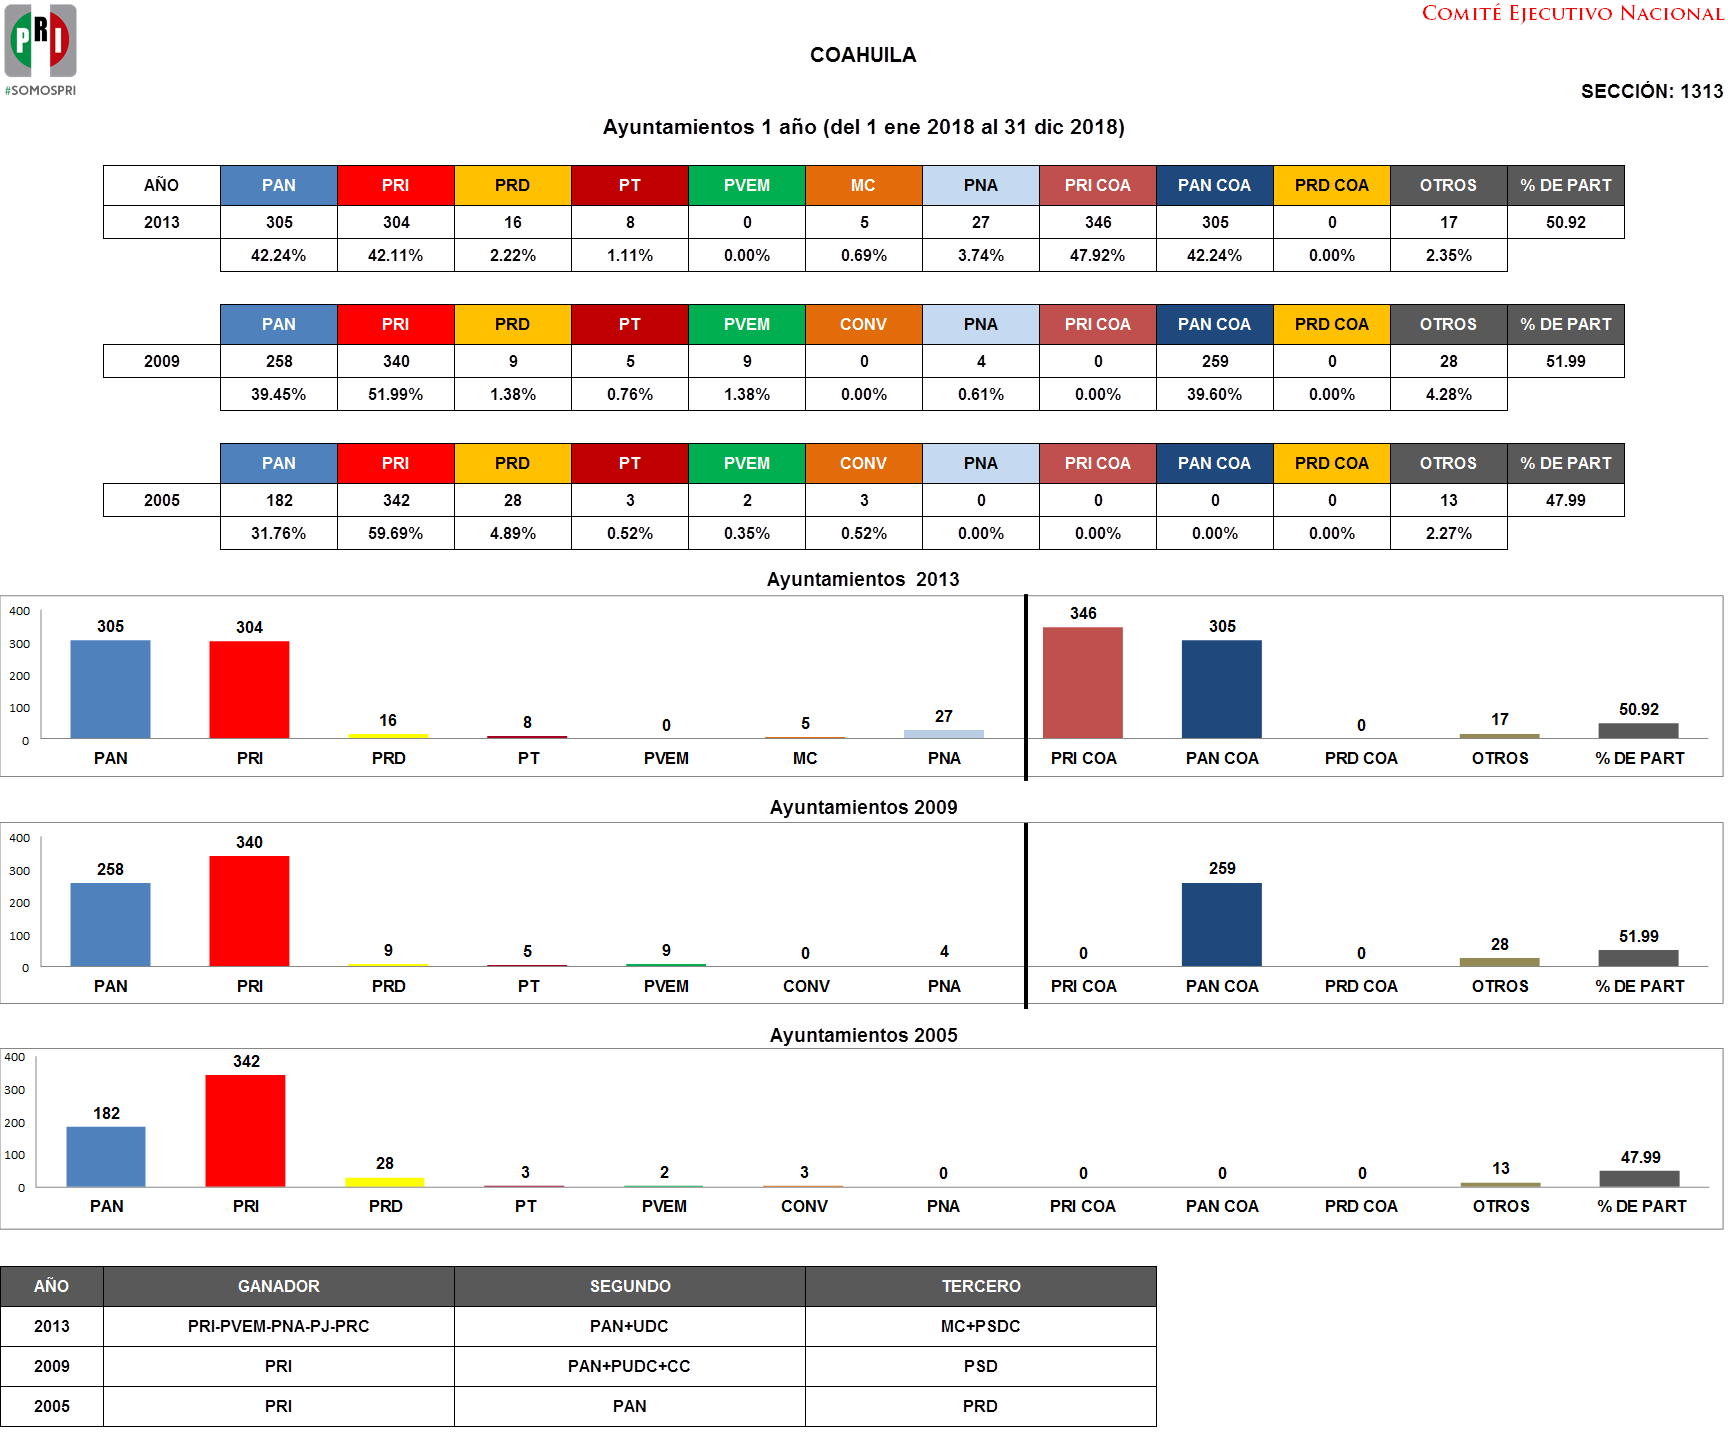 PRI
#SOMOSPRI
COMITÉ EJECUTIVO NACIONAL
COAHUILA
SECCIÓN: 1313
Ayuntamientos 1 año (del 1 ene 2018 al 31 dic 2018)
AÑO PAN PRI PRD PT PVEM MC PNA PRI COA PAN COA PRD COA OTROS % DE PART
2013 305 304 16 8 0 5 27 346 305 0 17 50.92
42.24% 42.11% 2.22% 1.11% 0.00% 0.69% 3.74% 47.92% 42.24% 0.00% 2.35%
PAN PRI PRD PT PVEM CONV PNA PRI COA PAN COA PRD COA OTROS % DE PART
2009 258 340 9 5 9 0 4 0 259 0 28 51.99
39.45% 51.99% 1.38% 0.76% 1.38% 0.00% 0.61% 0.00% 39.60% 0.00% 4.28%
PAN PRI PRD PT PVEM CONV PNA PRI COA PAN COA PRD COA OTROS % DE PART
2005 182 342 28 3 2 3 0 0 0 0 13 47.99
31.76% 59.69% 4.89% 0.52% 0.35% 0.52% 0.00% 0.00% 0.00% 0.00% 2.27%
Ayuntamientos 2013
400
300
200
100
0
305 304 16 8 0 5 27 346 305 0 17 50.92
PAN PRI PRD PT PVEM MC PNA PRI COA PAN COA PRD COA OTROS % DE PART
Ayuntamientos 2009
400
300
200
100
0
258 340 9 5 9 0 4 0 259 0 28 51.99
PAN PRI PRD PT PVEM CONV PNA PRI COA PAN COA PRD COA OTROS % DE PART
Ayuntamientos 2005
400
300
200
100
0
182 342 28 3 2 3 0 0 0 0 13 47.99
PAN PRI PRD PT PVEM CONV PNA PRI COA PAN COA PRD COA OTROS % DE PART
AÑO GANADOR SEGUNDO TERCERO
2013 PRI-PVEM-PNA-PJ-PRC PAN+UDC MC+PSDC
2009 PRI PAN+PUDC+CC PSD
2005 PRI PAN PRD